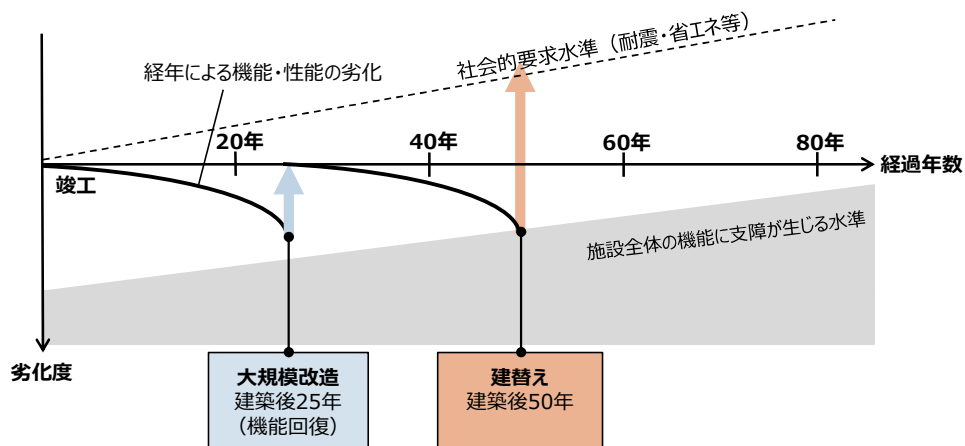 社会的要求水準（耐震・省エネ等）
経年による機能・性能の劣化
20年
40年
60年
80年
経過年数
竣工
施設全体の機能に支障が生じる水準
劣化度
大規模改造
建築後25年
（機能回復）
建替え
建築後50年